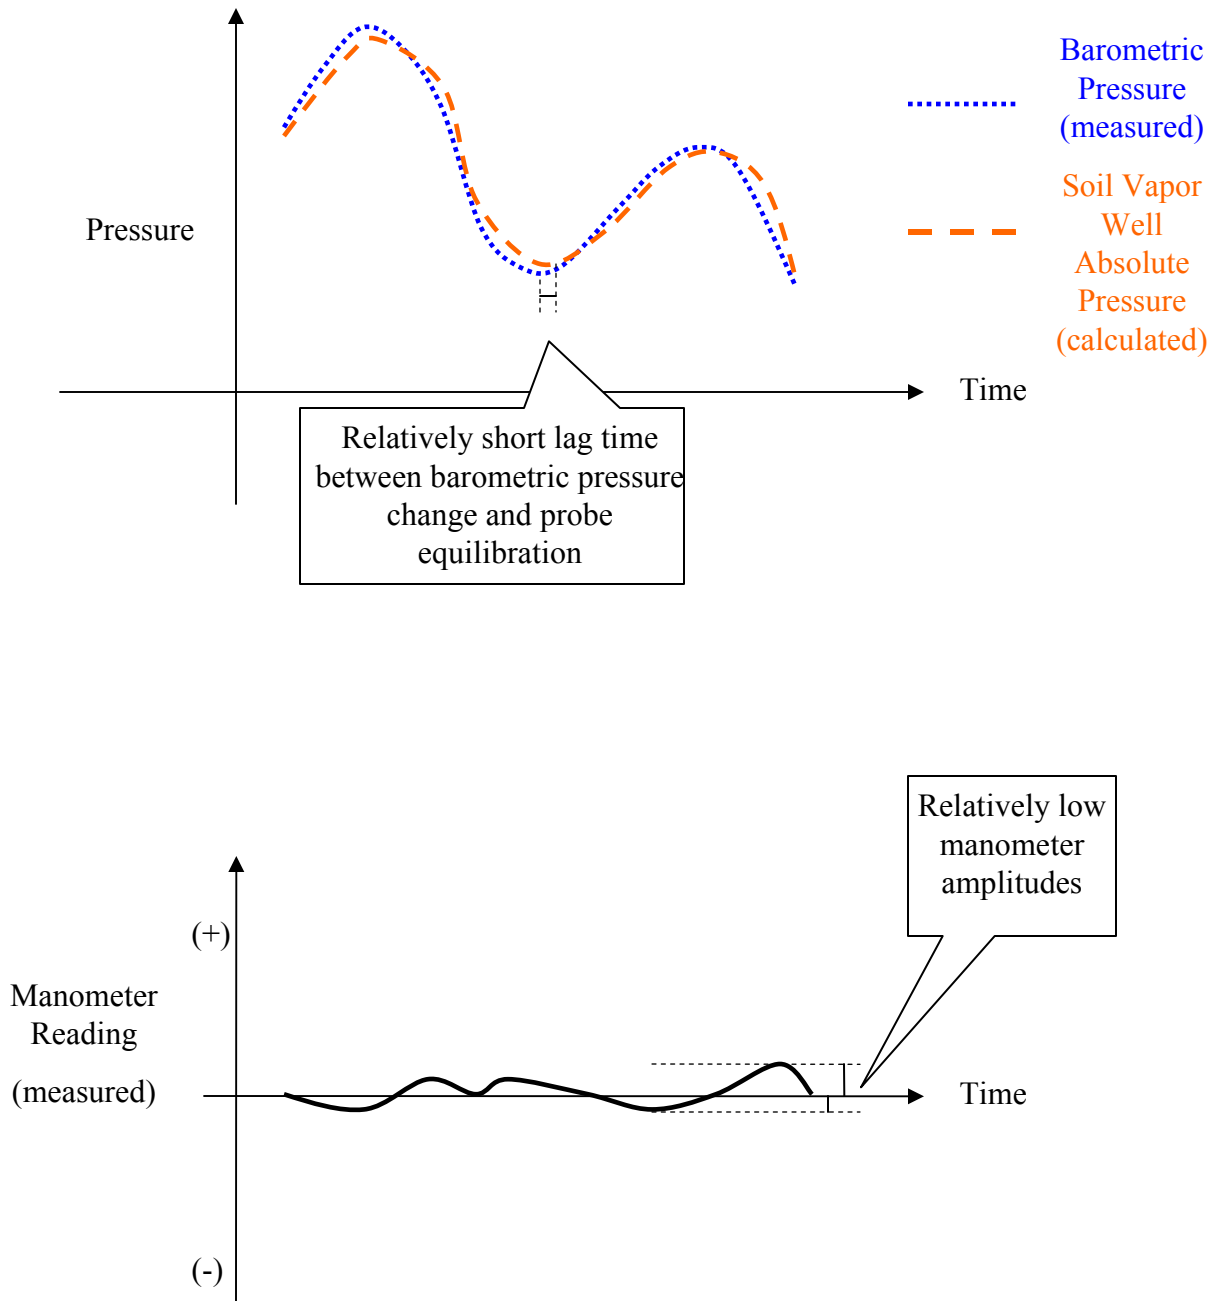 Barometric
Pressure
(measured)
Soil Vapor
Well
Absolute
Pressure
(calculated)
Pressure
Time
Relatively short lag time
between barometric pressure
change and probe
equilibration
Relatively low
manometer
amplitudes
(+)
Manometer
Reading
(measured)
Time
(-)